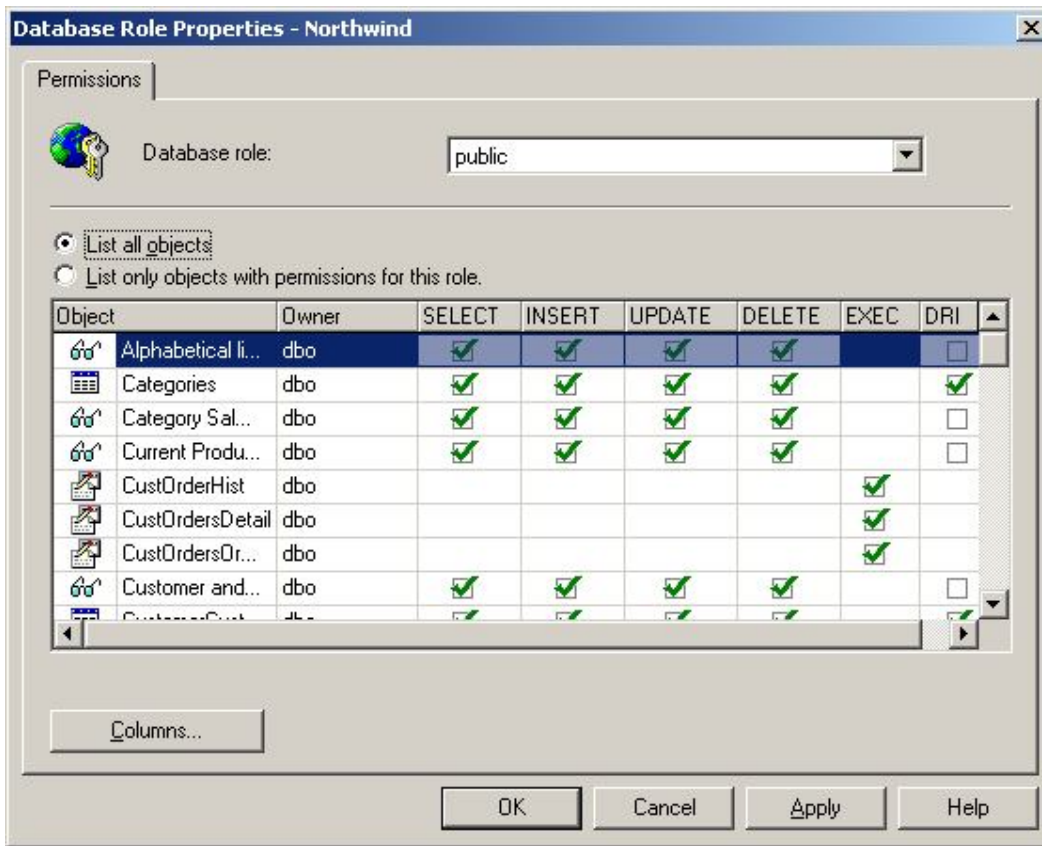 Database Role Properties - Northwind
Permissions
Database role: public
List all objects
List only objects with permissions for this role.
Object Owner SELECT INSERT UPDATE DELETE EXEC DRI
Alphabetical li... dbo
Categories dbo
Category Sal... dbo
Current Produ... dbo
CustOrderHist dbo
CustOrdersDetail dbo
CustOrdersOr... dbo
Customer and... dbo
Columns...
OK Cancel Apply Help